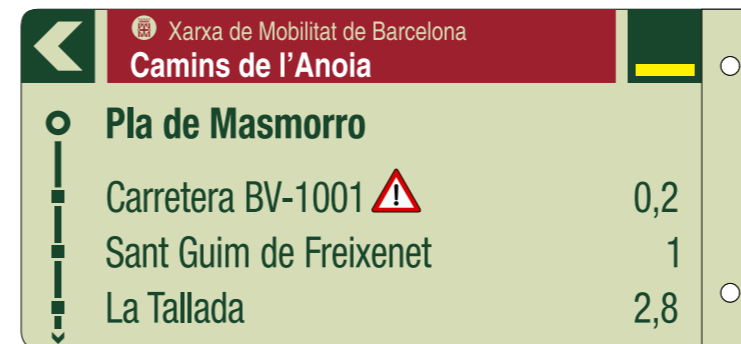 Xarxa de Mobilitat de Barcelona
Camins de l'Anoia
Pla de Masmorro
Carretera BV-1001 0,2
Sant Guim de Freixenet 1
La Tallada 2,8